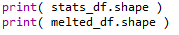 print( stats_df.shape )
print( melted_df.shape )